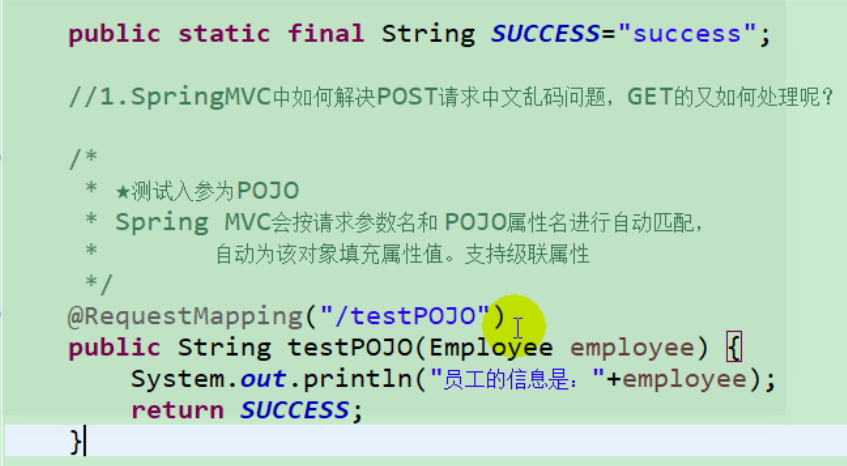 public static final String SUCCESS="success";
//1.SpringMVC中如何解决POST请求中文乱码问题，GET的又如何处理呢？
/*
* ★测试入参为POJO
* Spring MVC会按请求参数名和 POJO属性名进行自动匹配，
* 自动为该对象填充属性值。支持级联属性
*/
@RequestMapping("/testPOJO")
public String testPOJO(Employee employee) {
System.out.println("员工的信息是："+employee);
return SUCCESS;
}